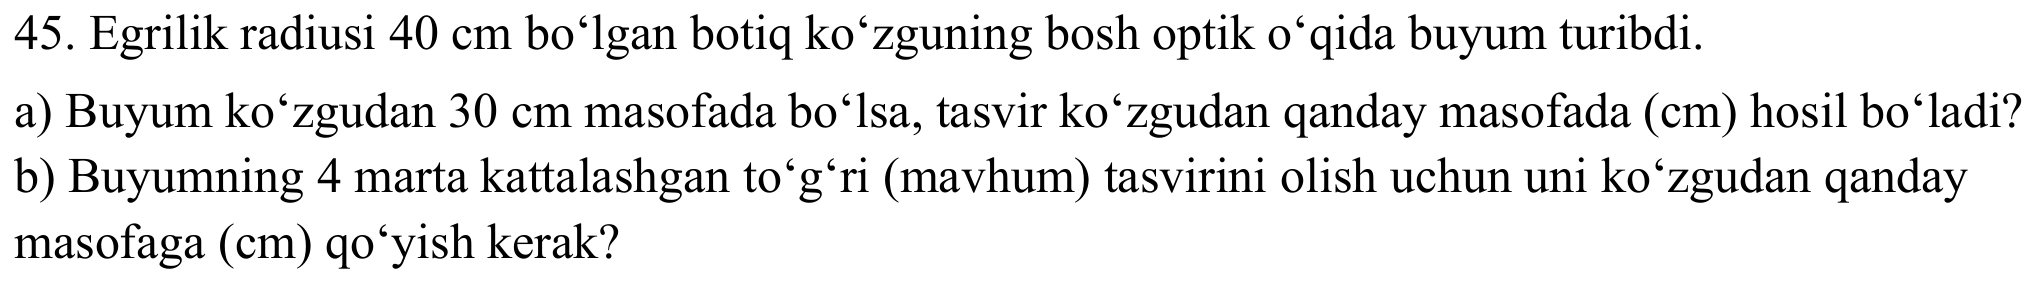 45. Egrilik radiusi 40 cm bo‘lgan botiq ko‘zguning bosh optik o‘qida buyum turibdi.
a) Buyum ko‘zgudan 30 cm masofada bo‘lsa, tasvir ko‘zgudan qanday masofada (cm) hosil bo‘ladi?
b) Buyumning 4 marta kattalashgan to‘g‘ri (mavhum) tasvirini olish uchun uni ko‘zgudan qanday
masofaga (cm) qo‘yish kerak?